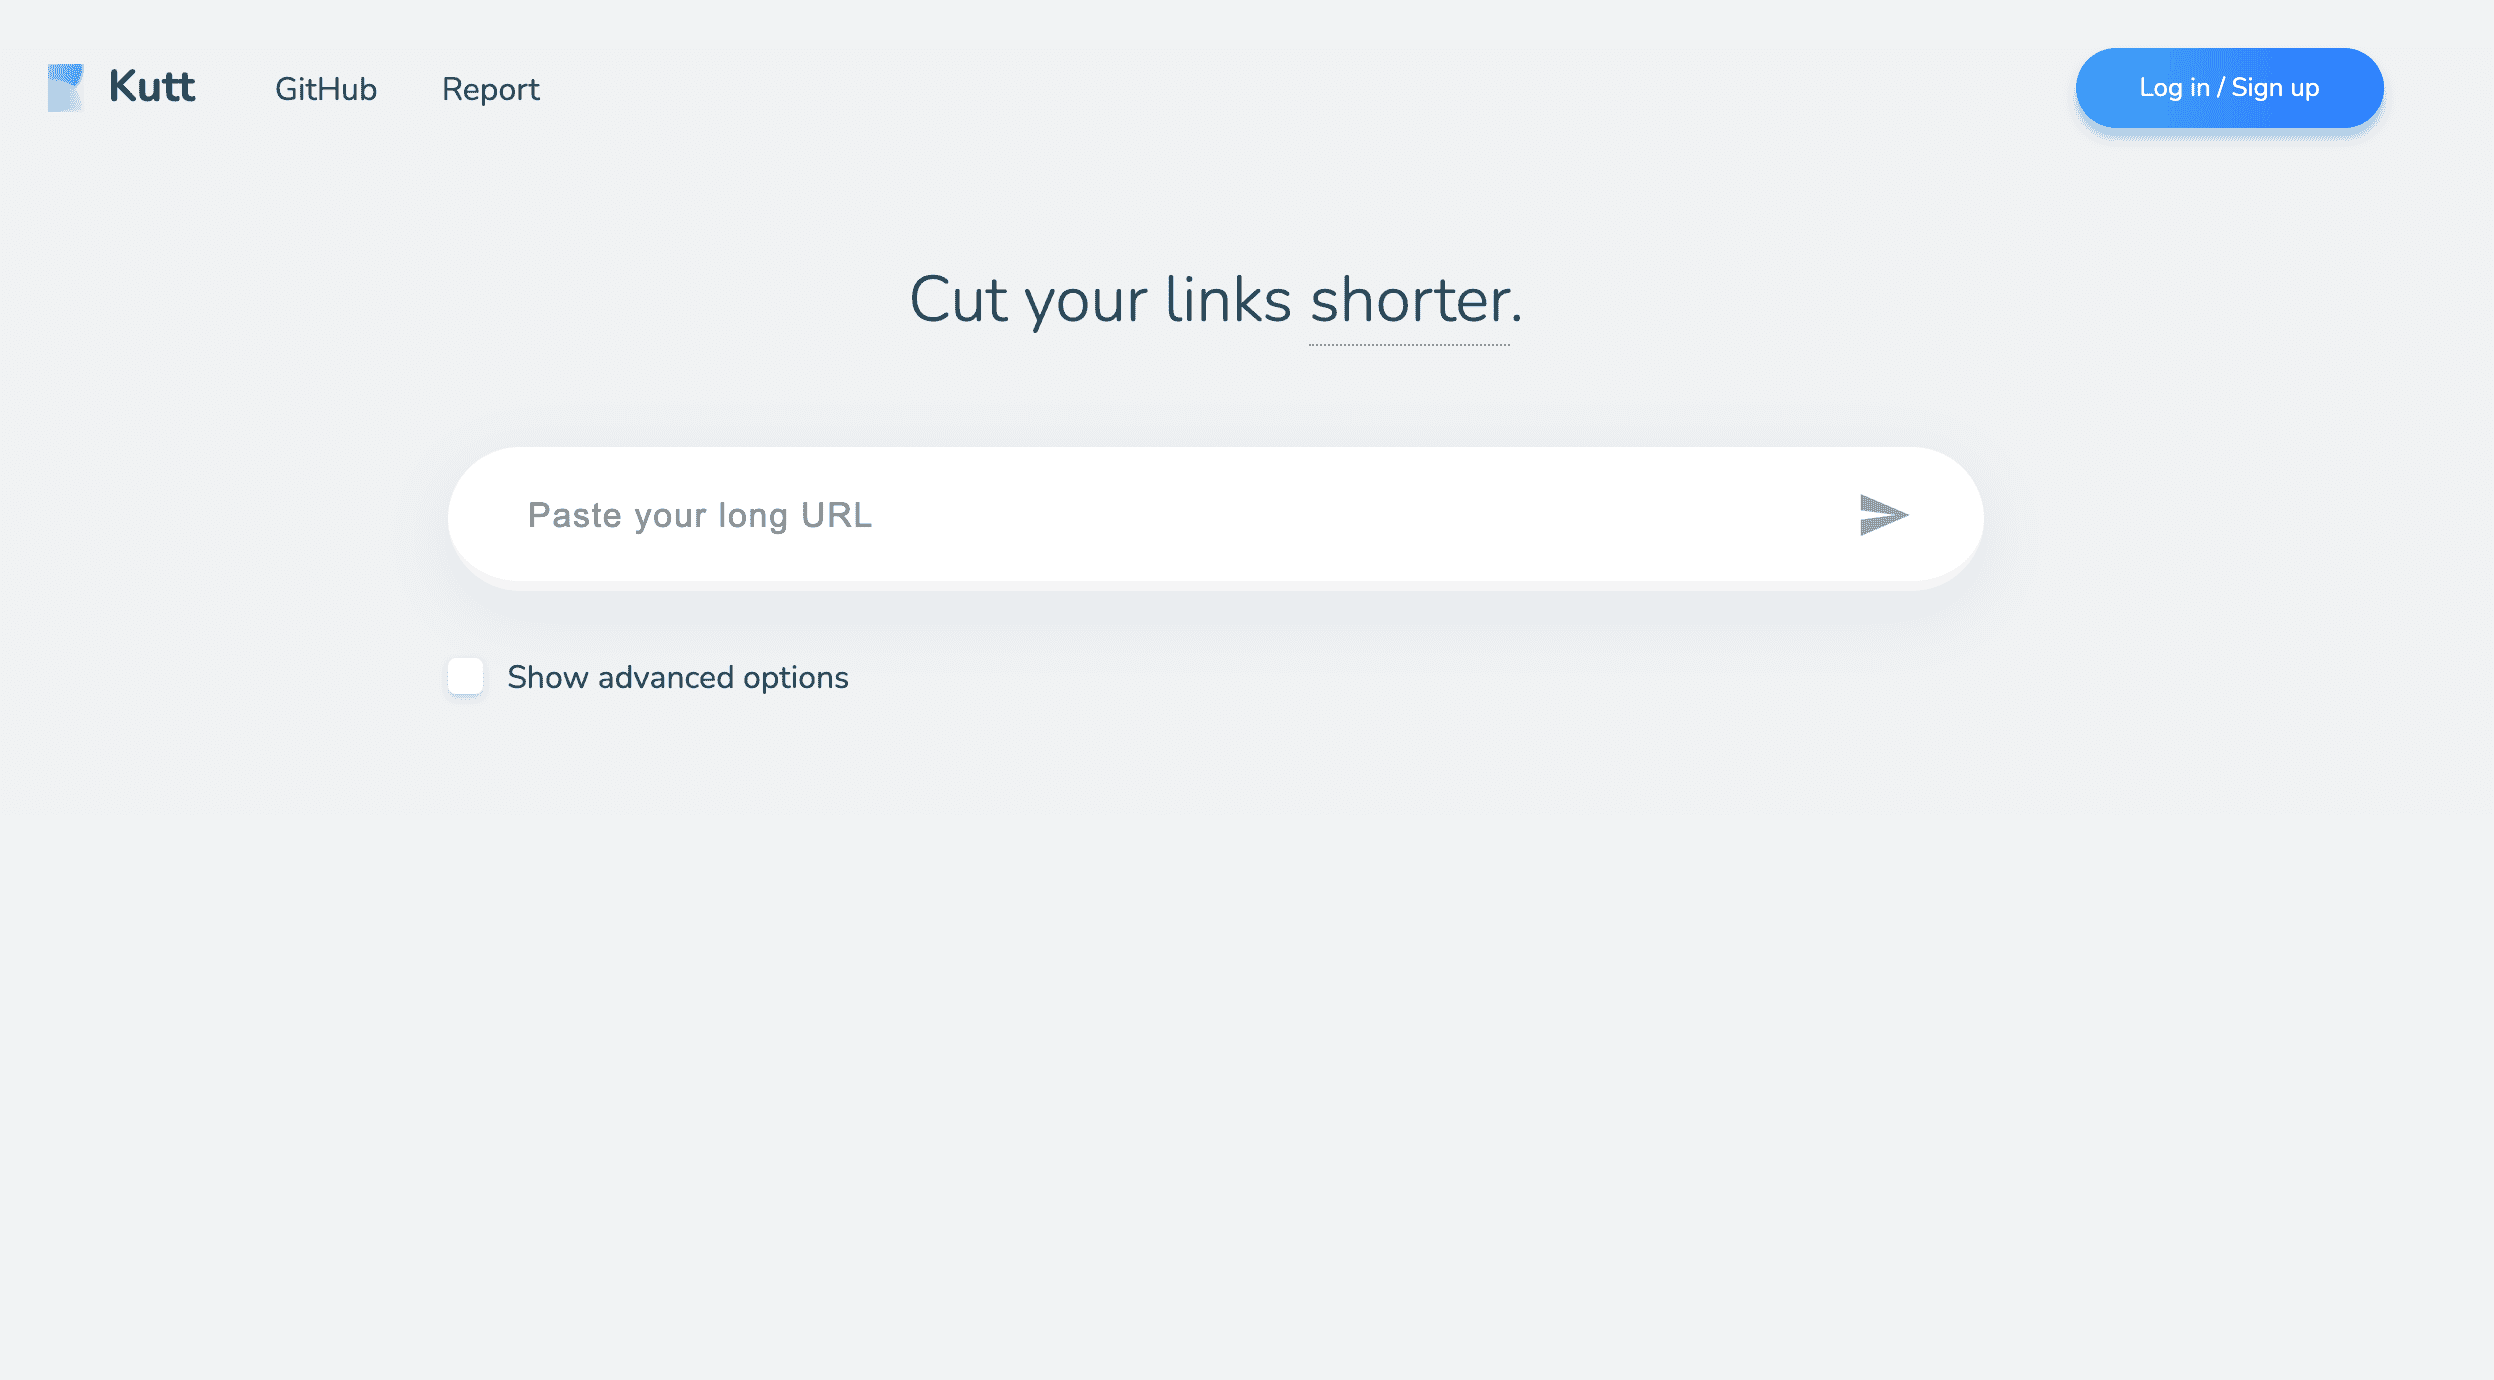 Kutt GitHub Report Log in / Sign up
Cut your links shorter.
Paste your long URL
Show advanced options